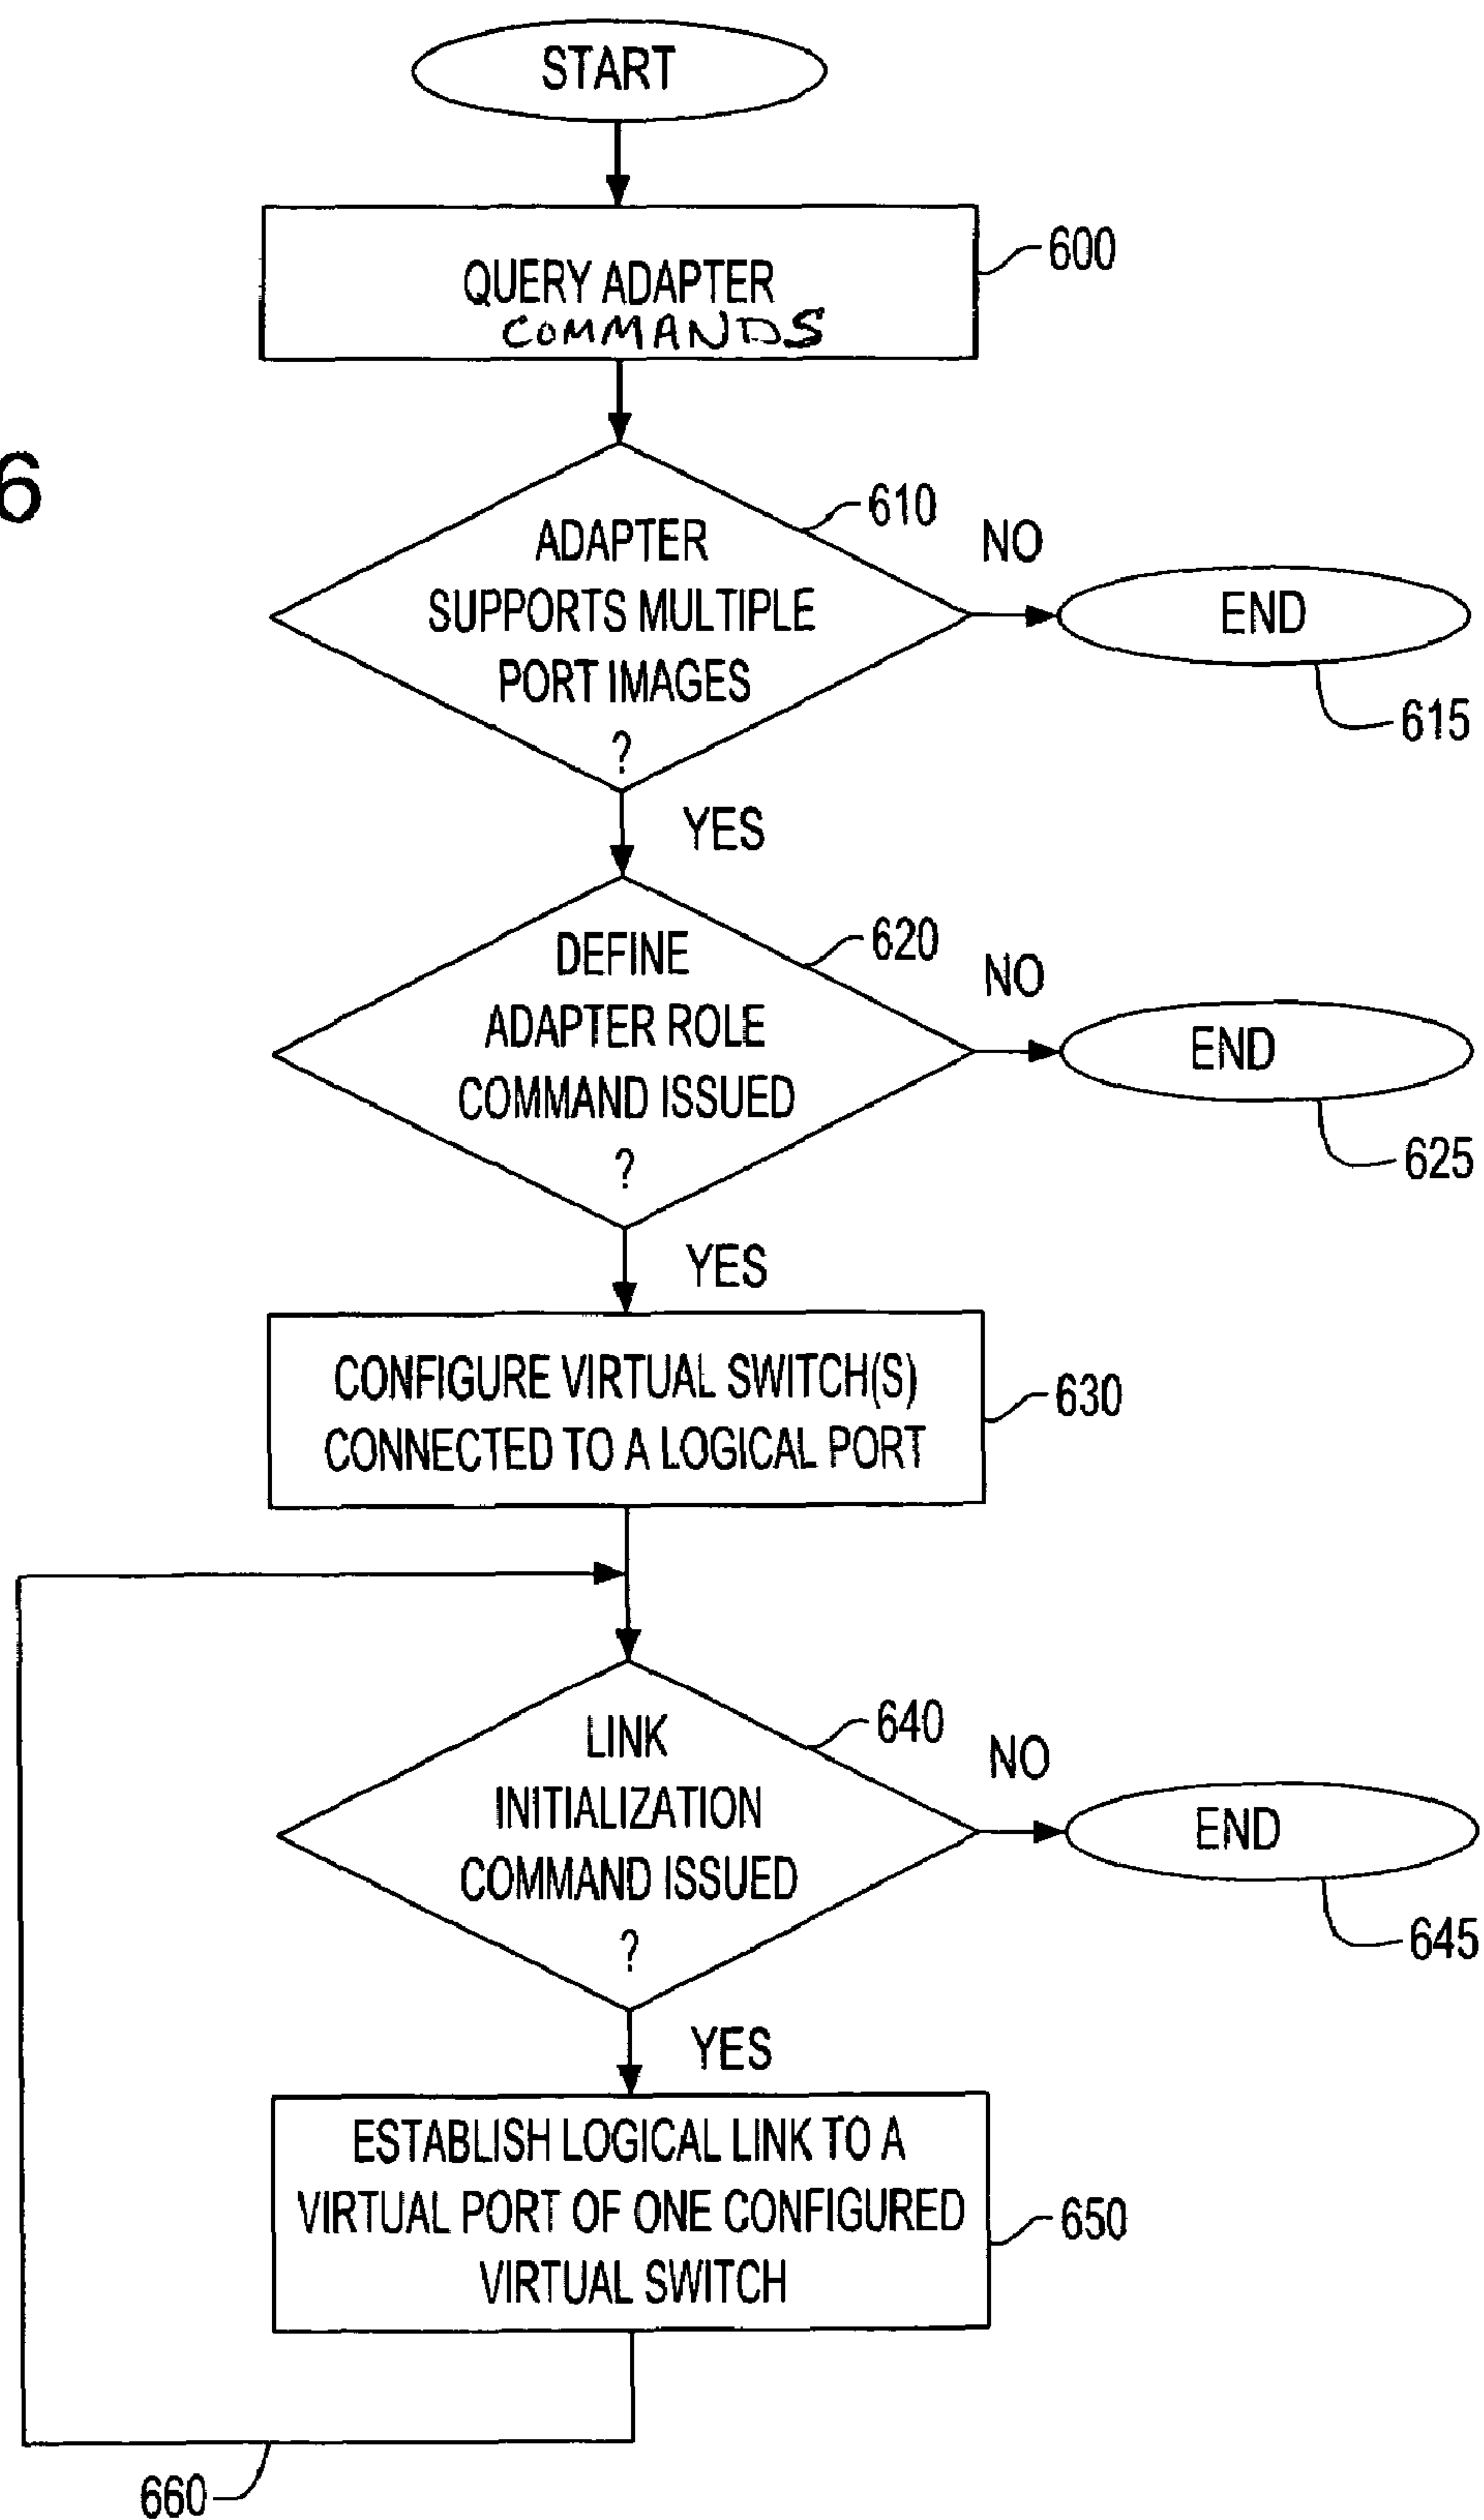 START
QUERY ADAPTER
COMMANDS
600
6
ADAPTER
SUPPORTS MULTIPLE
PORT IMAGES
?
610
NO
END
615
YES
DEFINE
ADAPTER ROLE
COMMAND ISSUED
?
620
NO
END
625
YES
CONFIGURE VIRTUAL SWITCH(S)
CONNECTED TO A LOGICAL PORT
630
LINK
INITIALIZATION
COMMAND ISSUED
?
640
NO
END
645
YES
ESTABLISH LOGICAL LINK TO A
VIRTUAL PORT OF ONE CONFIGURED
VIRTUAL SWITCH
650
660